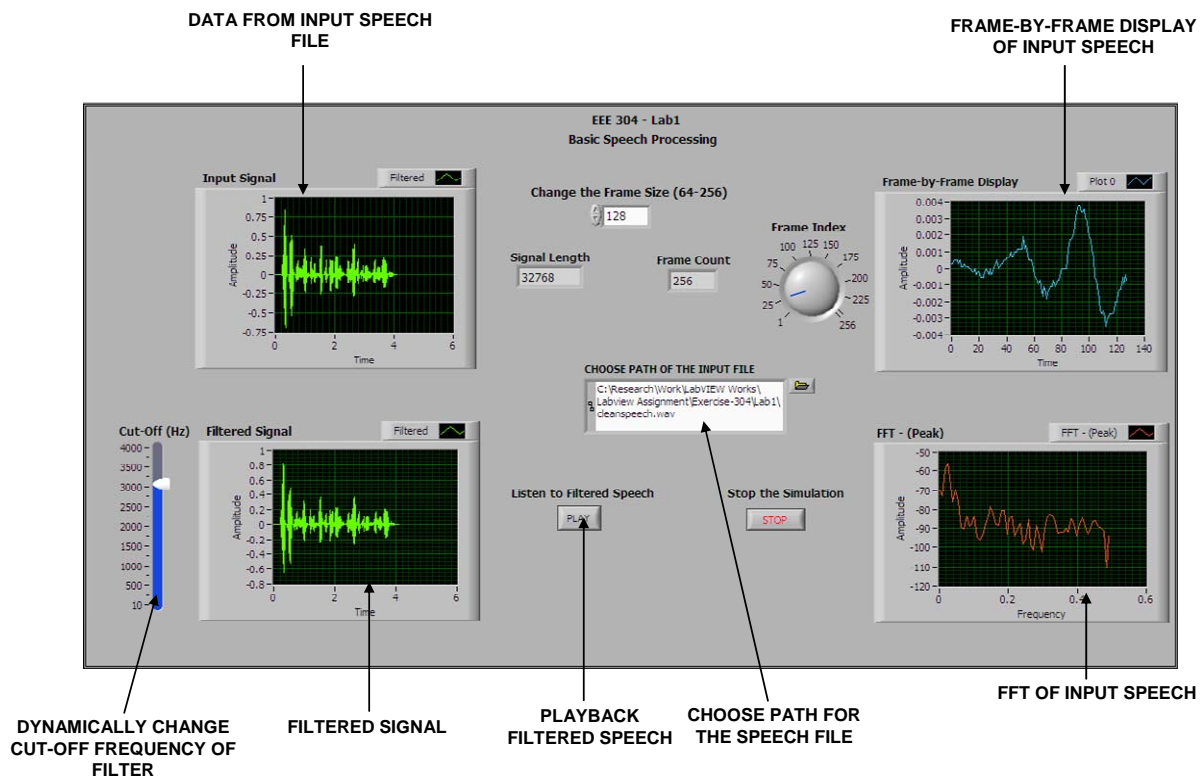 DATA FROM INPUT SPEECH
FILE
FRAME-BY-FRAME DISPLAY
OF INPUT SPEECH
EEE 304 - Lab1
Basic Speech Processing
Input Signal
Filtered
1
0.75
0.5
0.25
0
-0.25
-0.5
-0.75
Amplitude
0 2 4 6
Time
Change the Frame Size (64-256)
128
Signal Length
32768
Frame Count
256
Frame Index
1 25 50 75 100 125 150 175 200 225 256
Frame-by-Frame Display
Plot 0
0.004
0.003
0.002
0.001
0
-0.001
-0.002
-0.003
-0.004
Amplitude
0 20 40 60 80 100 120 140
Time
CHOOSE PATH OF THE INPUT FILE
C:\Research\Work\LabVIEW Works\
Labview Assignment\Exercise-304\Lab1\
cleanspeech.wav
Cut-Off (Hz)
4000
3500
3000
2500
2000
1500
1000
500
10
Filtered Signal
Filtered
1
0.8
0.6
0.4
0.2
0
-0.2
-0.4
-0.6
-0.8
Amplitude
0 2 4 6
Time
Listen to Filtered Speech
PLAY
Stop the Simulation
STOP
FFT - (Peak)
FFT - (Peak)
-50
-60
-70
-80
-90
-100
-110
-120
Amplitude
0 0.2 0.4 0.6
Frequency
DYNAMICALLY CHANGE
CUT-OFF FREQUENCY OF
FILTER
FILTERED SIGNAL
PLAYBACK
FILTERED SPEECH
CHOOSE PATH FOR
THE SPEECH FILE
FFT OF INPUT SPEECH